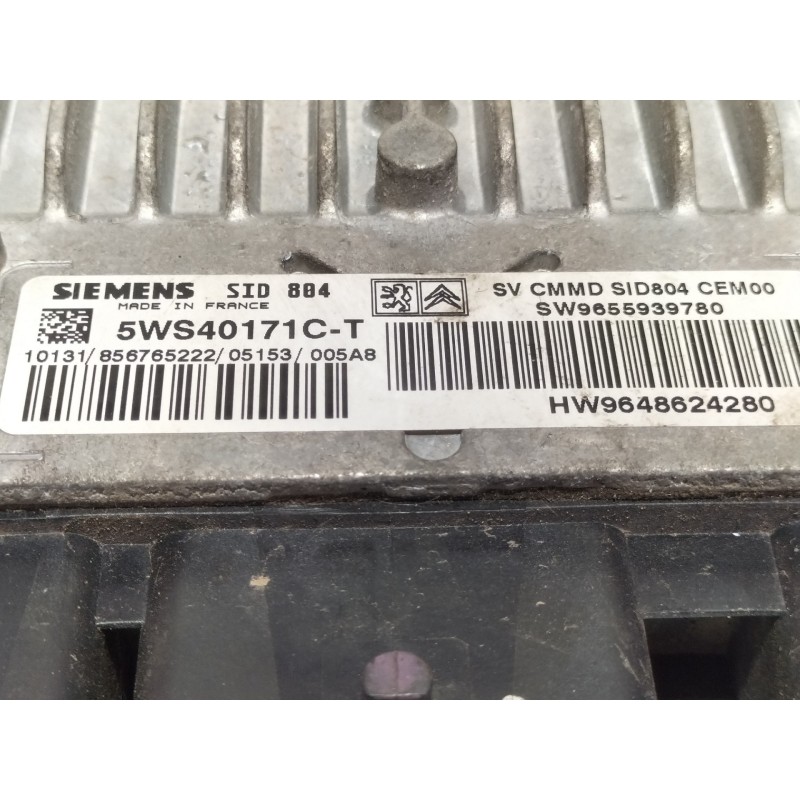 SIEMENS SID 804
MADE IN FRANCE
5WS40171C-T
10131/856765222/05153/005A8
SV CMMD SID804 CEM00
SW9655939780
HW9648624280